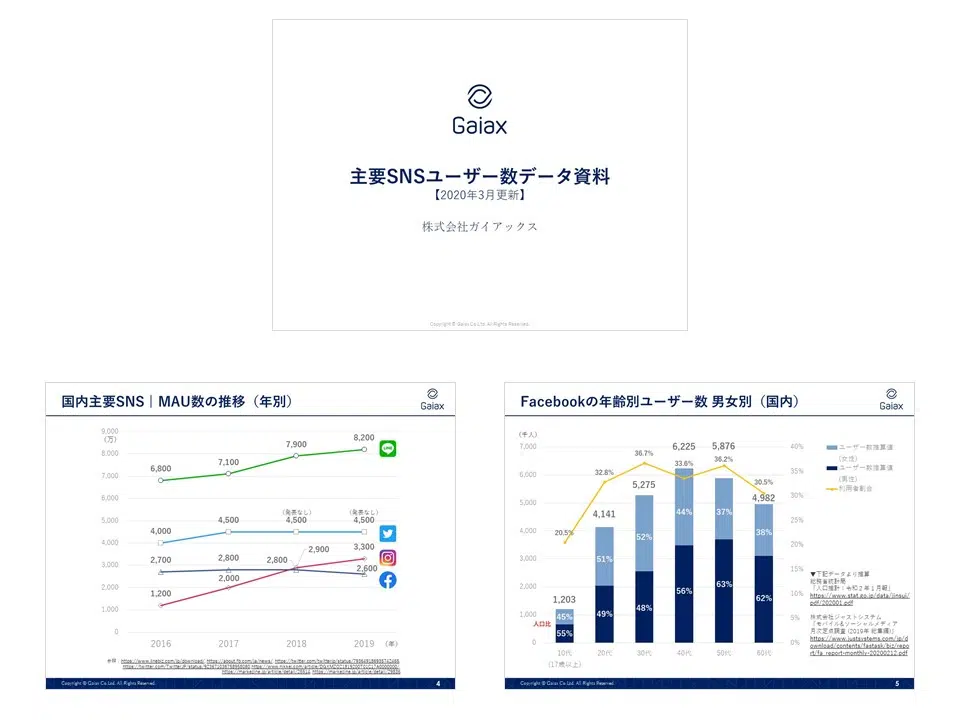 Gaiax
主要SNSユーザー数データ資料
【2020年3月更新】
株式会社ガイアックス
Copyright © Gaiax Co.Ltd. All Rights Reserved.
国内主要SNS｜MAU数の推移（年別）
Gaiax
9,000
(万)
8,000
7,000
6,000
5,000
4,000
3,000
2,000
1,000
0
6,800
7,100
7,900
8,200
LINE
(発表なし)
(発表なし)
4,000
4,500
4,500
4,500
2,700
2,800
2,800
2,900
3,300
2,600
1,200
2,000
2016
2017
2018
2019
(年)
Copyright © Gaiax Co.Ltd. All Rights Reserved.
4
Facebookの年齢別ユーザー数 男女別（国内）
Gaiax
(千人)
7,000
6,000
5,000
4,000
3,000
2,000
1,000
0
人口比
1,203
4,141
5,275
6,225
5,876
4,982
20.5%
32.8%
36.7%
33.6%
36.2%
30.5%
45%
51%
52%
44%
37%
38%
55%
49%
48%
56%
63%
62%
10代
20代
30代
40代
50代
60代
(17歳以上)
40%
35%
30%
25%
20%
15%
10%
5%
0%
ユーザー数推算値
(女性)
ユーザー数推算値
(男性)
利用者割合
▼下記データより推算
総務省統計局
「人口推計：令和2年1月報」
https://www.stat.go.jp/data/jinsui/
pdf/202001.pdf
株式会社ジャストシステム
「モバイル&ソーシャルメディア
月次定点調査 (2019年 総集編)」
https://www.justsystems.com/jp/d
ownload/contents/fastask/biz/repo
rt/fa_report-monthly-20200212.pdf
Copyright © Gaiax Co.Ltd. All Rights Reserved.
5